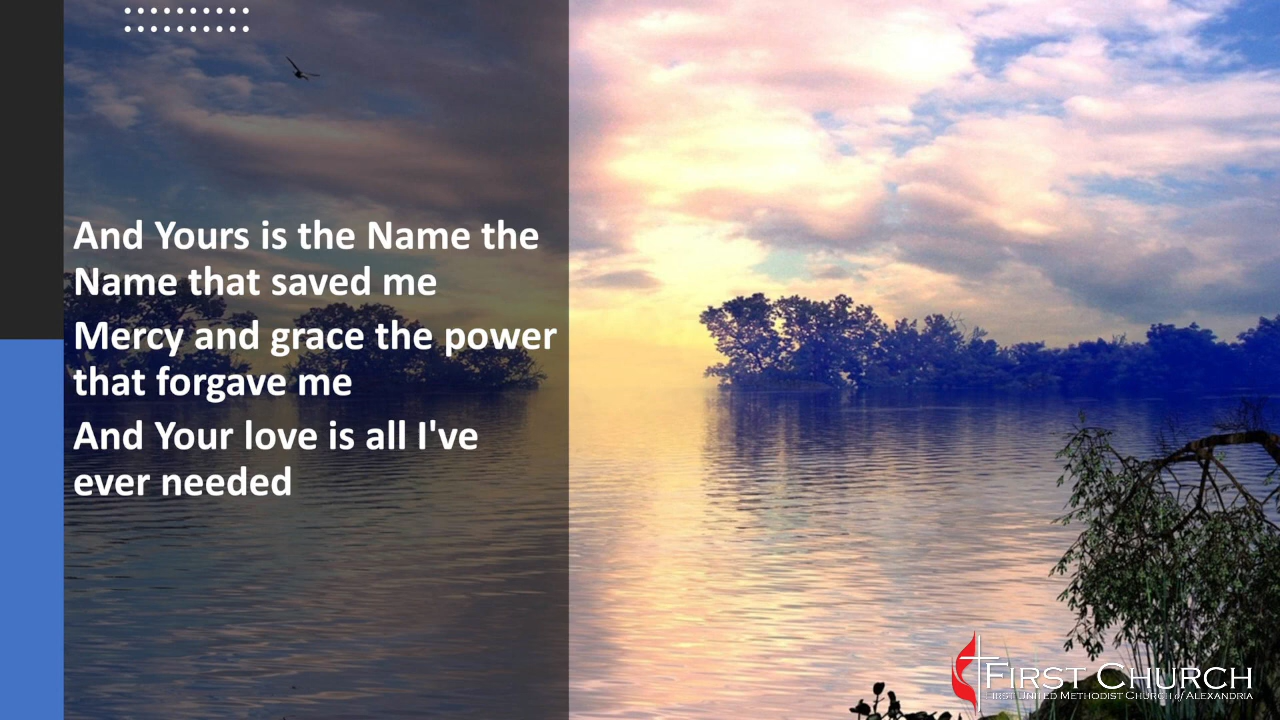 And Yours is the Name the
Name that saved me
Mercy and grace the power
that forgave me
And Your love is all I've
ever needed
First Church
First United Methodist Church of Alexandria